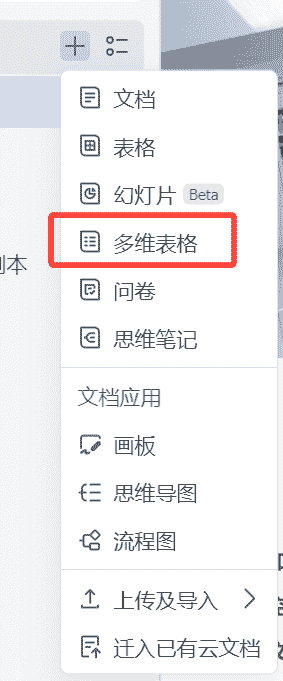 文档
表格
幻灯片 Beta
多维表格
问卷
思维笔记
文档应用
画板
思维导图
流程图
上传及导入
迁入已有云文档